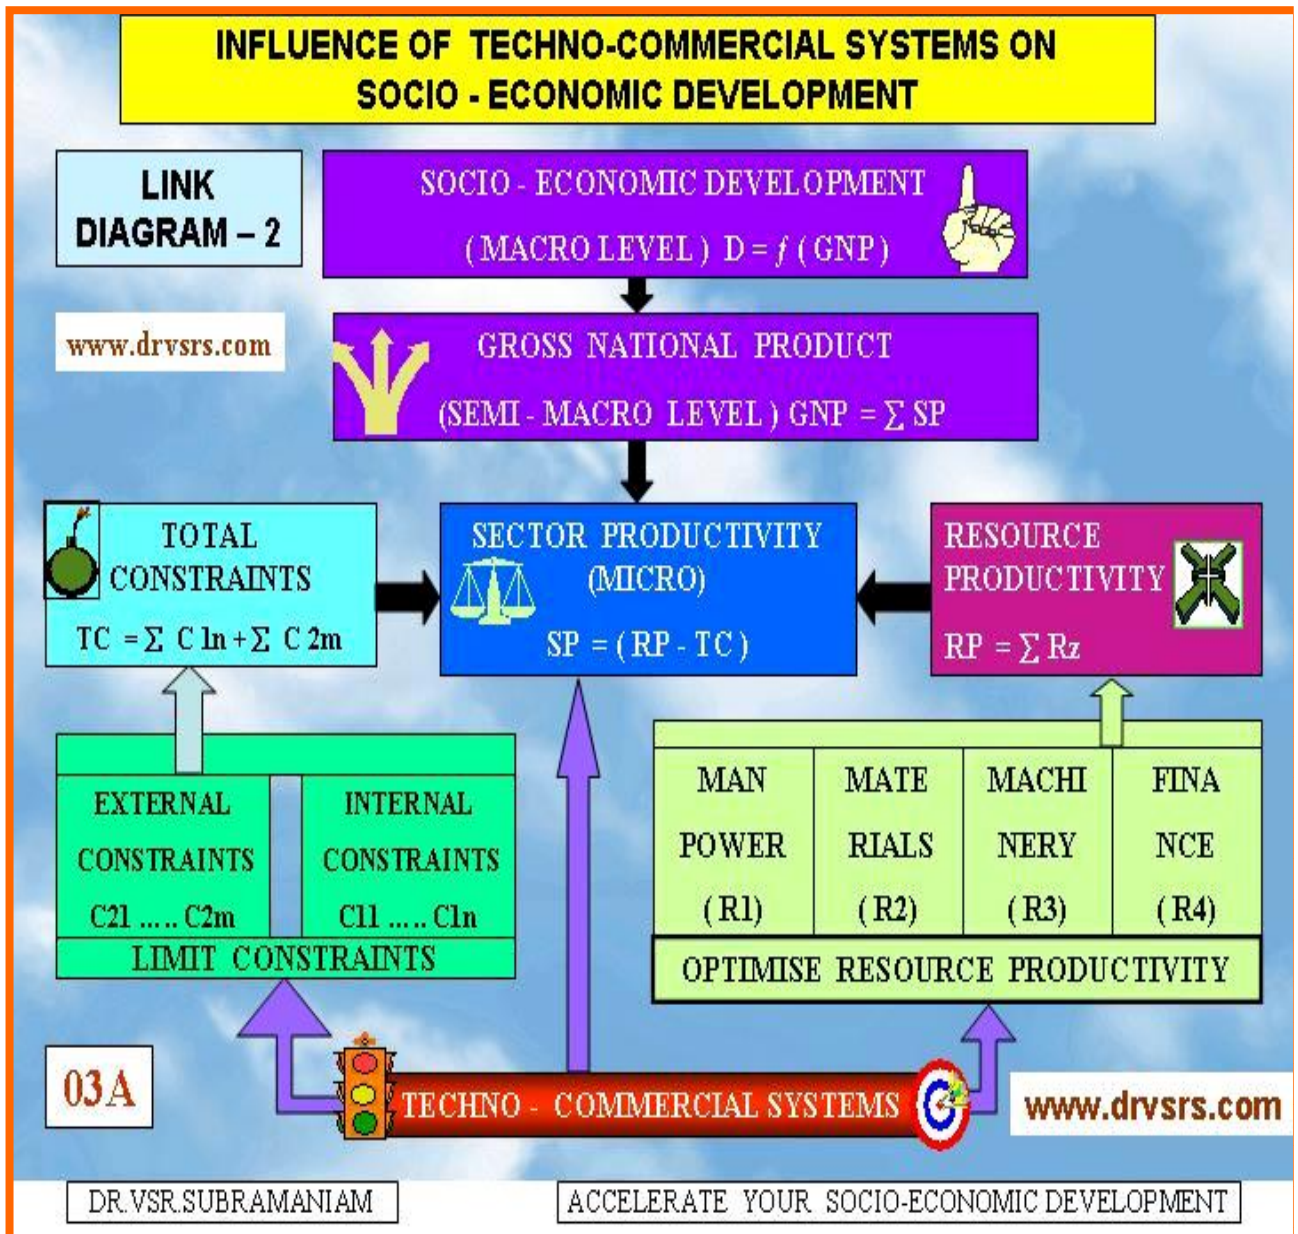 INFLUENCE OF TECHNO-COMMERCIAL SYSTEMS ON
SOCIO - ECONOMIC DEVELOPMENT
LINK
DIAGRAM – 2
SOCIO - ECONOMIC DEVELOPMENT
( MACRO LEVEL ) D = f ( GNP )
www.drvsrs.com
GROSS NATIONAL PRODUCT
(SEMI - MACRO LEVEL ) GNP = ∑ SP
TOTAL
CONSTRAINTS
TC = ∑ C 1n + ∑ C 2m
SECTOR PRODUCTIVITY
(MICRO)
SP = ( RP - TC )
RESOURCE
PRODUCTIVITY
RP = ∑ Rz
EXTERNAL
CONSTRAINTS
C21 ..... C2m
INTERNAL
CONSTRAINTS
C11 ..... C1n
LIMIT CONSTRAINTS
MAN
POWER
( R1)
MATE
RIALS
( R2)
MACHI
NERY
( R3)
FINA
NCE
( R4)
OPTIMISE RESOURCE PRODUCTIVITY
03A
TECHNO - COMMERCIAL SYSTEMS
www.drvsrs.com
DR.VSR.SUBRAMANIAM
ACCELERATE YOUR SOCIO-ECONOMIC DEVELOPMENT